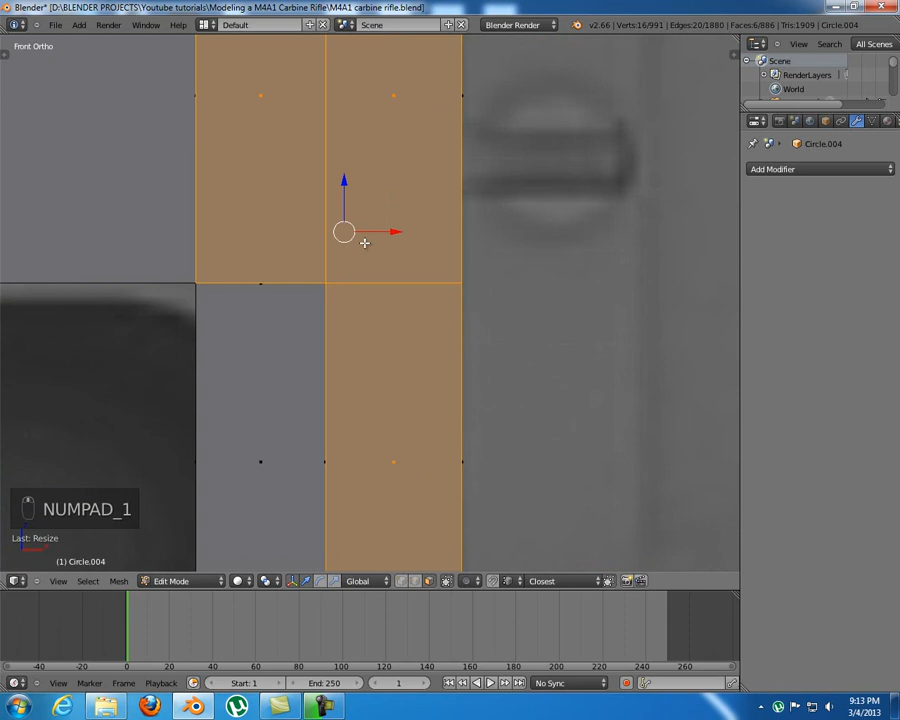 Blender* [D:\BLENDER PROJECTS\Youtube tutorials\Modeling a M4A1 Carbine Rifle\M4A1 carbine rifle.blend]
File Add Render Window Help Default Scene Blender Render v2.66 | Verts:16/991 | Edges:20/1880 | Faces:6/886 | Tris:1909 | Circle.004
Front Ortho
View Search All Scenes
Scene
RenderLayers
World
Circle.004
Add Modifier
NUMPAD_1
Last: Resize
(1) Circle.004
View Select Mesh Edit Mode Global Closest
-40 -20 0 20 40 60 80 100 120 140 160 180 200 220 240 260
View Marker Frame Playback Start: 1 End: 250 1 No Sync
9:13 PM
3/4/2013